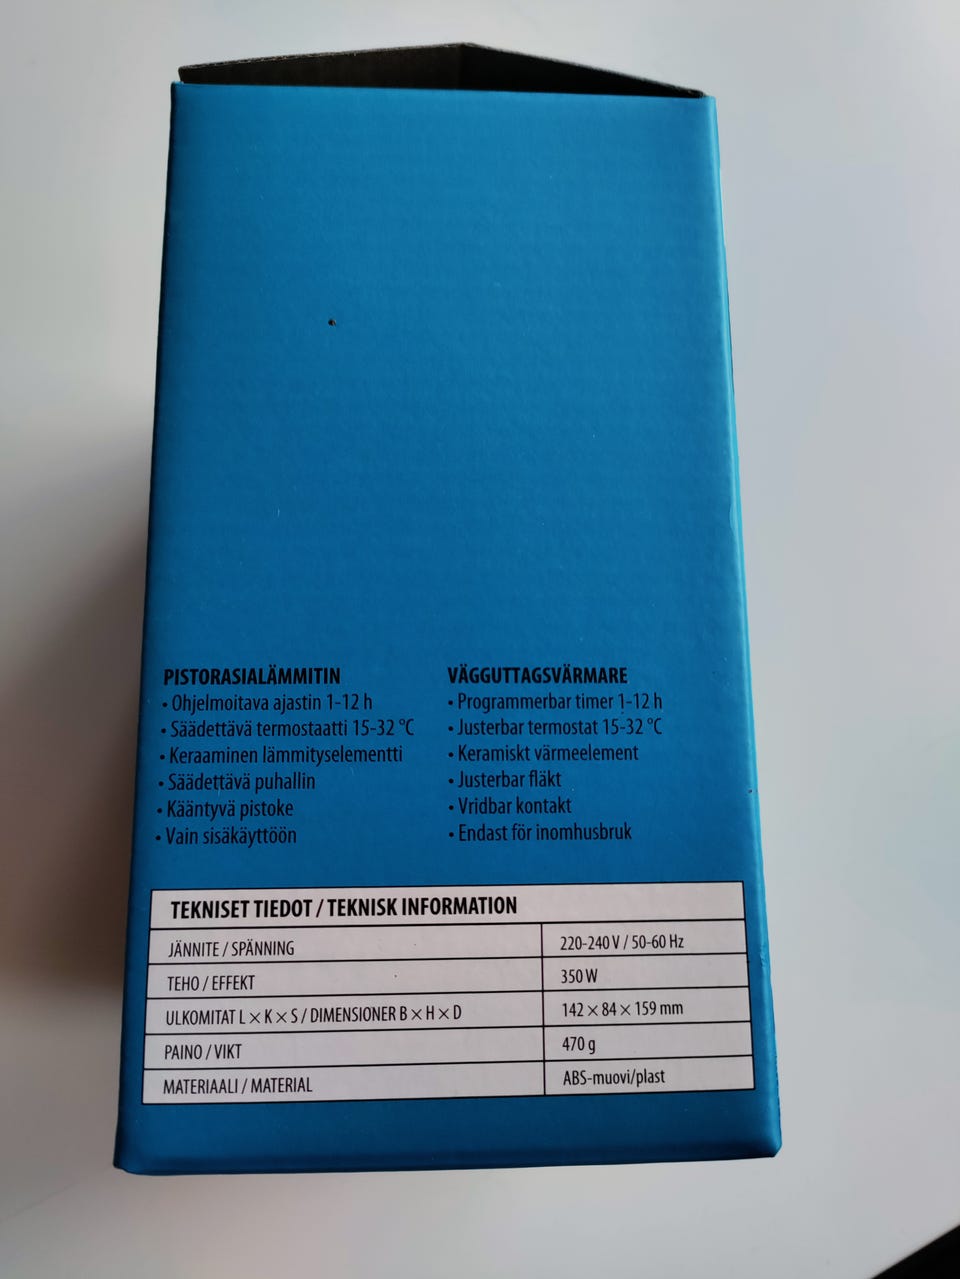 PISTORASIALÄMMITIN
• Ohjelmoitava ajastin 1-12 h
• Säädettävä termostaatti 15-32 °C
• Keraaminen lämmityselementti
• Säädettävä puhallin
• Kääntyvä pistoke
• Vain sisäkäyttöön
VÄGGUTTAGSVÄRMARE
• Programmerbar timer 1-12 h
• Justerbar termostat 15-32 °C
• Keramiskt värmeelement
• Justerbar fläkt
• Vridbar kontakt
• Endast för inomhusbruk
TEKNISET TIEDOT / TEKNISK INFORMATION
JÄNNITE / SPÄNNING 220-240 V / 50-60 Hz
TEHO / EFFEKT 350 W
ULKOMITAT L × K × S / DIMENSIONER B × H × D 142 × 84 × 159 mm
PAINO / VIKT 470 g
MATERIAALI / MATERIAL ABS-muovi/plast